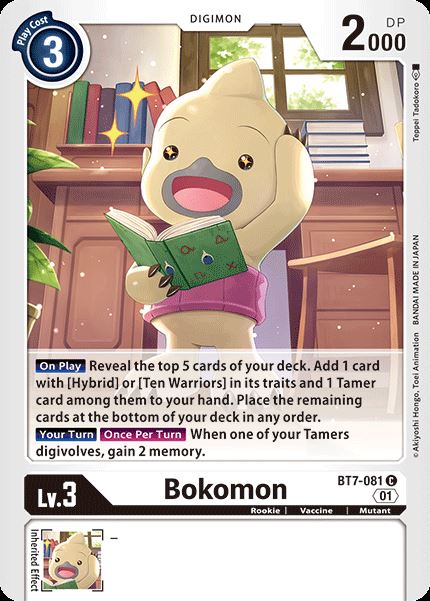 Play Cost
3
DIGIMON
2000
DP
Teppei Tadokoro
On Play Reveal the top 5 cards of your deck. Add 1 card
with [Hybrid] or [Ten Warriors] in its traits and 1 Tamer
card among them to your hand. Place the remaining
cards at the bottom of your deck in any order.
Your Turn Once Per Turn When one of your Tamers
digivolves, gain 2 memory.
©Akiyoshi Hongo, Toei Animation BANDAI MADE IN JAPAN
Lv.3
Bokomon
BT7-081 C
01
Rookie | Vaccine | Mutant
Inherited Effect
–